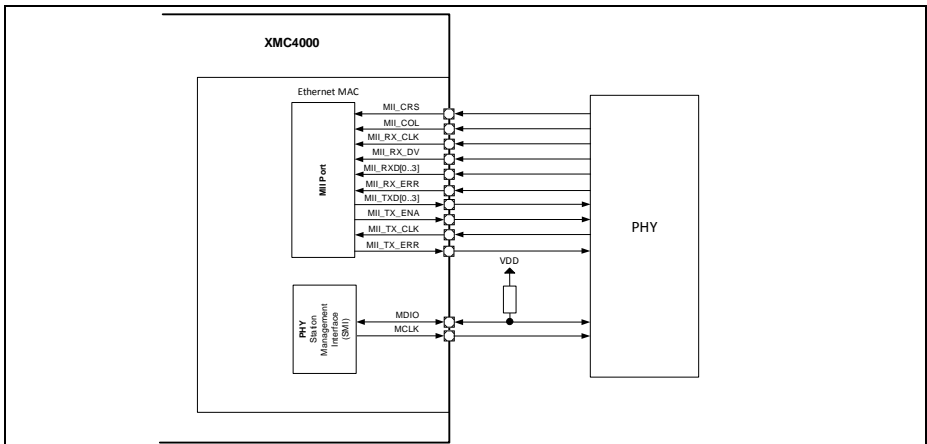 XMC4000
Ethernet MAC
MII_CRS
MII_COL
MII_RX_CLK
MII_RX_DV
MII_RXD[0..3]
MII_RX_ERR
MII_TXD[0..3]
MII_TX_ENA
MII_TX_CLK
MII_TX_ERR
MII Port
PHY
VDD
PHY
Station
Management
Interface
(SMI)
MDIO
MCLK